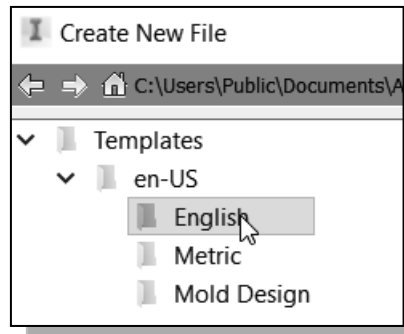 Create New File
C:\Users\Public\Documents\A
Templates
en-US
English
Metric
Mold Design